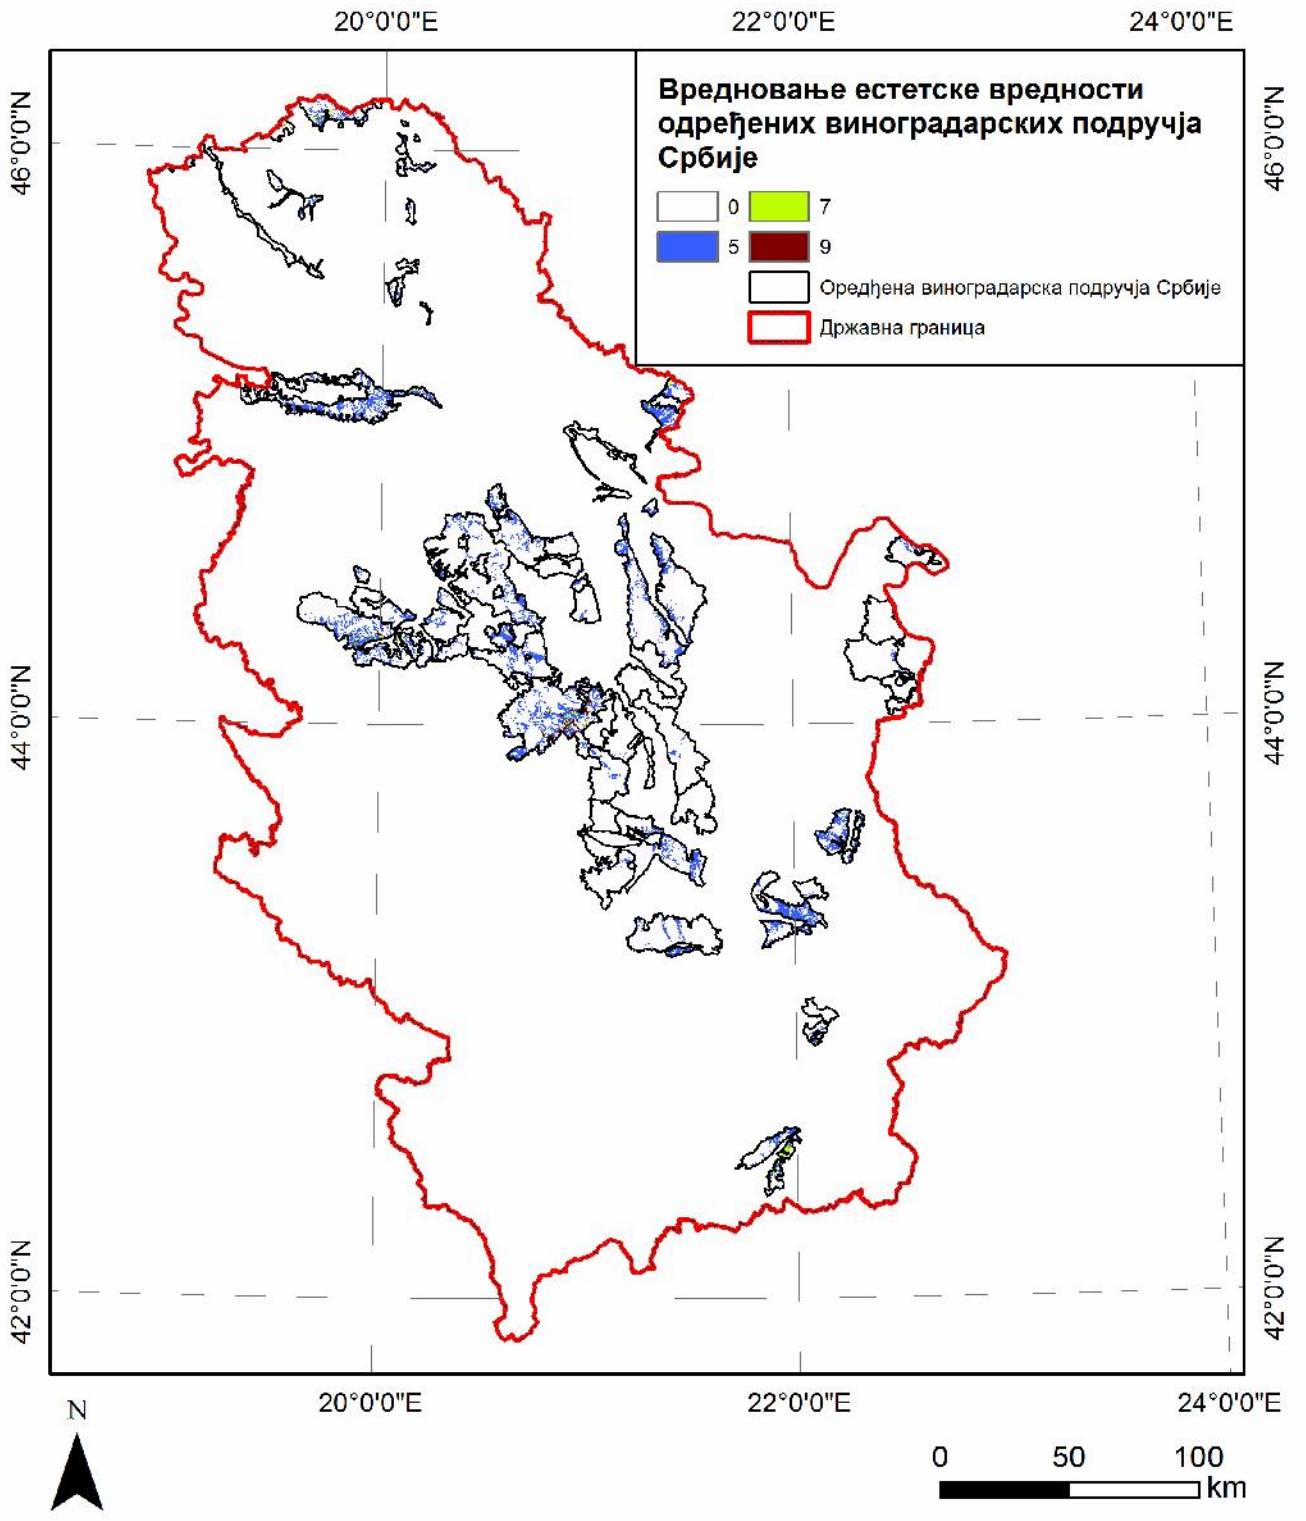 20°0'0"E
22°0'0"E
24°0'0"E
46°0'0"N
46°0'0"N
Вредновање естетске вредности
одређених виноградарских подручја
Србије
0
7
5
9
Оредђена виноградарска подручја Србије
Државна граница
44°0'0"N
44°0'0"N
42°0'0"N
42°0'0"N
20°0'0"E
22°0'0"E
24°0'0"E
N
0
50
100
km